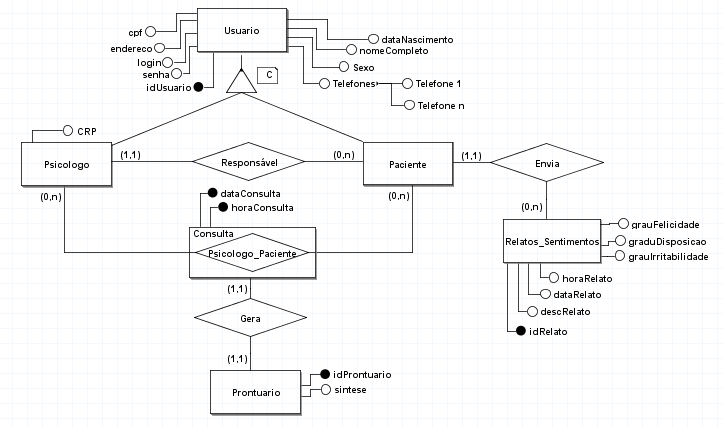 Usuario
cpf
endereco
login
senha
idUsuario
dataNascimento
nomeCompleto
Sexo
Telefones
Telefone 1
Telefone n
C
CRP
Psicologo
(1,1)
Responsável
(0,n)
Paciente
(1,1)
Envia
(0,n)
(0,n)
(0,n)
dataConsulta
horaConsulta
Consulta
Psicologo_Paciente
Relatos_Sentimentos
grauFelicidade
graduDisposicao
grauIrritabilidade
horaRelato
dataRelato
descRelato
idRelato
(1,1)
Gera
(1,1)
Prontuario
idProntuario
sintese